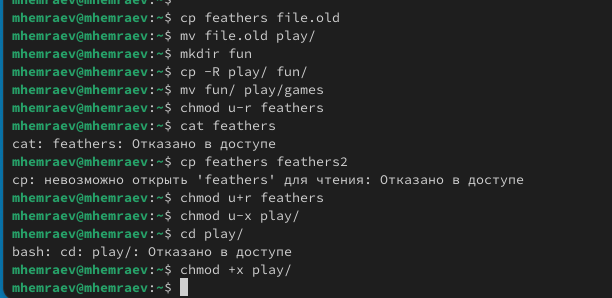 mhemraev@mhemraev:~$
mhemraev@mhemraev:~$ cp feathers file.old
mhemraev@mhemraev:~$ mv file.old play/
mhemraev@mhemraev:~$ mkdir fun
mhemraev@mhemraev:~$ cp -R play/ fun/
mhemraev@mhemraev:~$ mv fun/ play/games
mhemraev@mhemraev:~$ chmod u-r feathers
mhemraev@mhemraev:~$ cat feathers
cat: feathers: Отказано в доступе
mhemraev@mhemraev:~$ cp feathers feathers2
cp: невозможно открыть 'feathers' для чтения: Отказано в доступе
mhemraev@mhemraev:~$ chmod u+r feathers
mhemraev@mhemraev:~$ chmod u-x play/
mhemraev@mhemraev:~$ cd play/
bash: cd: play/: Отказано в доступе
mhemraev@mhemraev:~$ chmod +x play/
mhemraev@mhemraev:~$